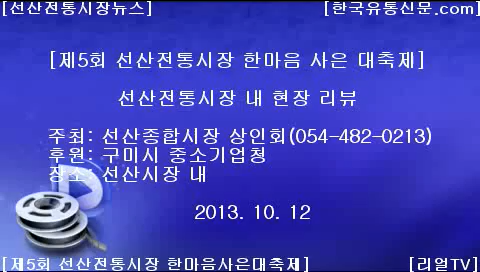 [선산전통시장뉴스] [한국유통신문.com]
[제5회 선산전통시장 한마음 사은 대축제]
선산전통시장 내 현장 리뷰
주최: 선산종합시장 상인회(054-482-0213)
후원: 구미시 중소기업청
장소: 선산시장 내
2013. 10. 12
[제5회 선산전통시장 한마음사은대축제] [리얼TV]